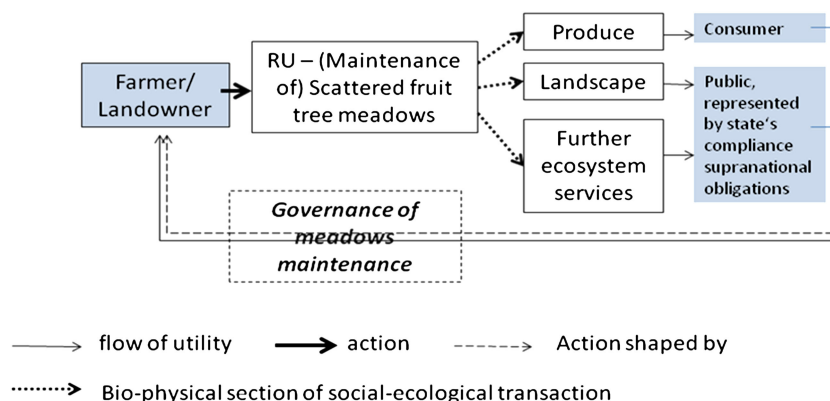 Farmer/
Landowner
RU – (Maintenance
of) Scattered fruit
tree meadows
Produce
Landscape
Further
ecosystem
services
Consumer
Public,
represented
by state‘s
compliance
supranational
obligations
Governance of
meadows
maintenance
flow of utility
action
Action shaped by
Bio-physical section of social-ecological transaction